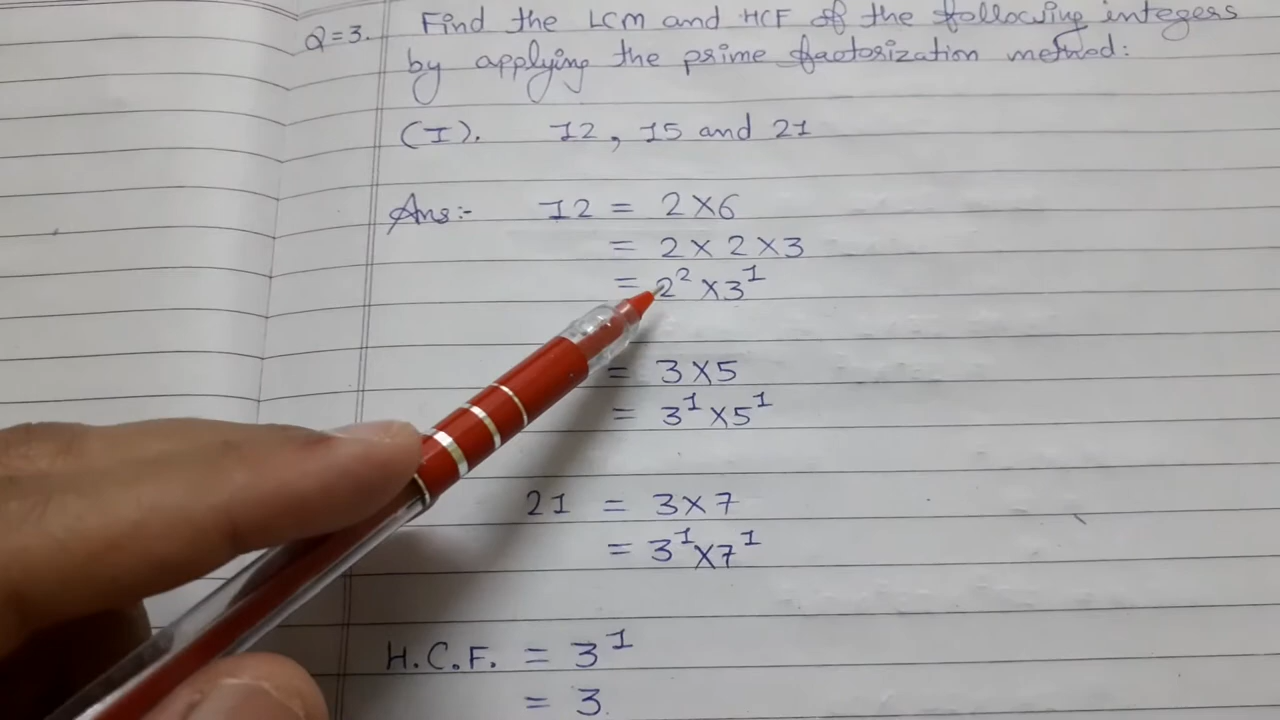 Q=3. Find the LCM and HCF of the following integers
by applying the prime factorization method:
(I). 12, 15 and 21
Ans:- 12 = 2×6
= 2×2×3
= 2² ×3¹
= 3×5
= 3¹×5¹
21 = 3×7
= 3¹×7¹
H.C.F. = 3¹
= 3.